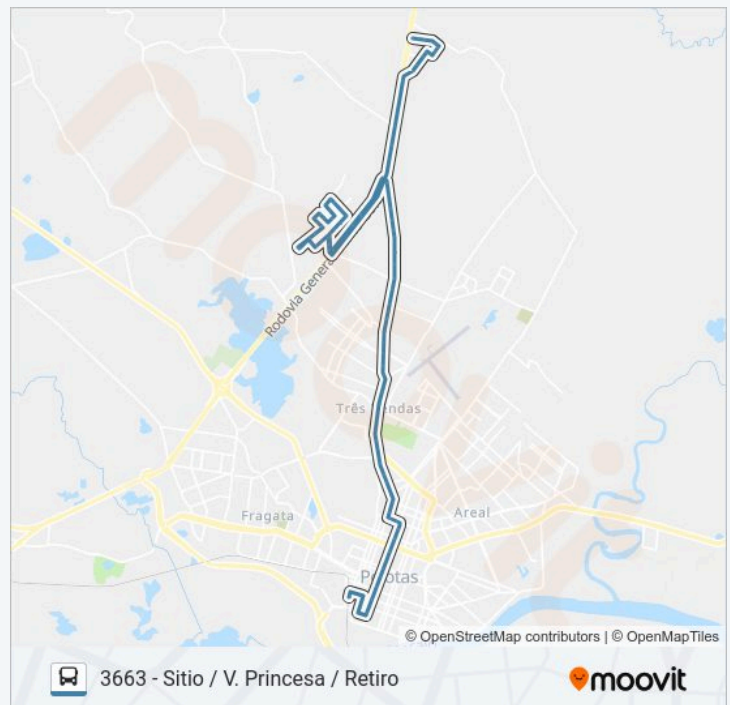 Rodovia Genera
Três Vendas
Fragata
Areal
Pelotas
© OpenStreetMap contributors | © OpenMapTiles
3663 - Sitio / V. Princesa / Retiro
moovit